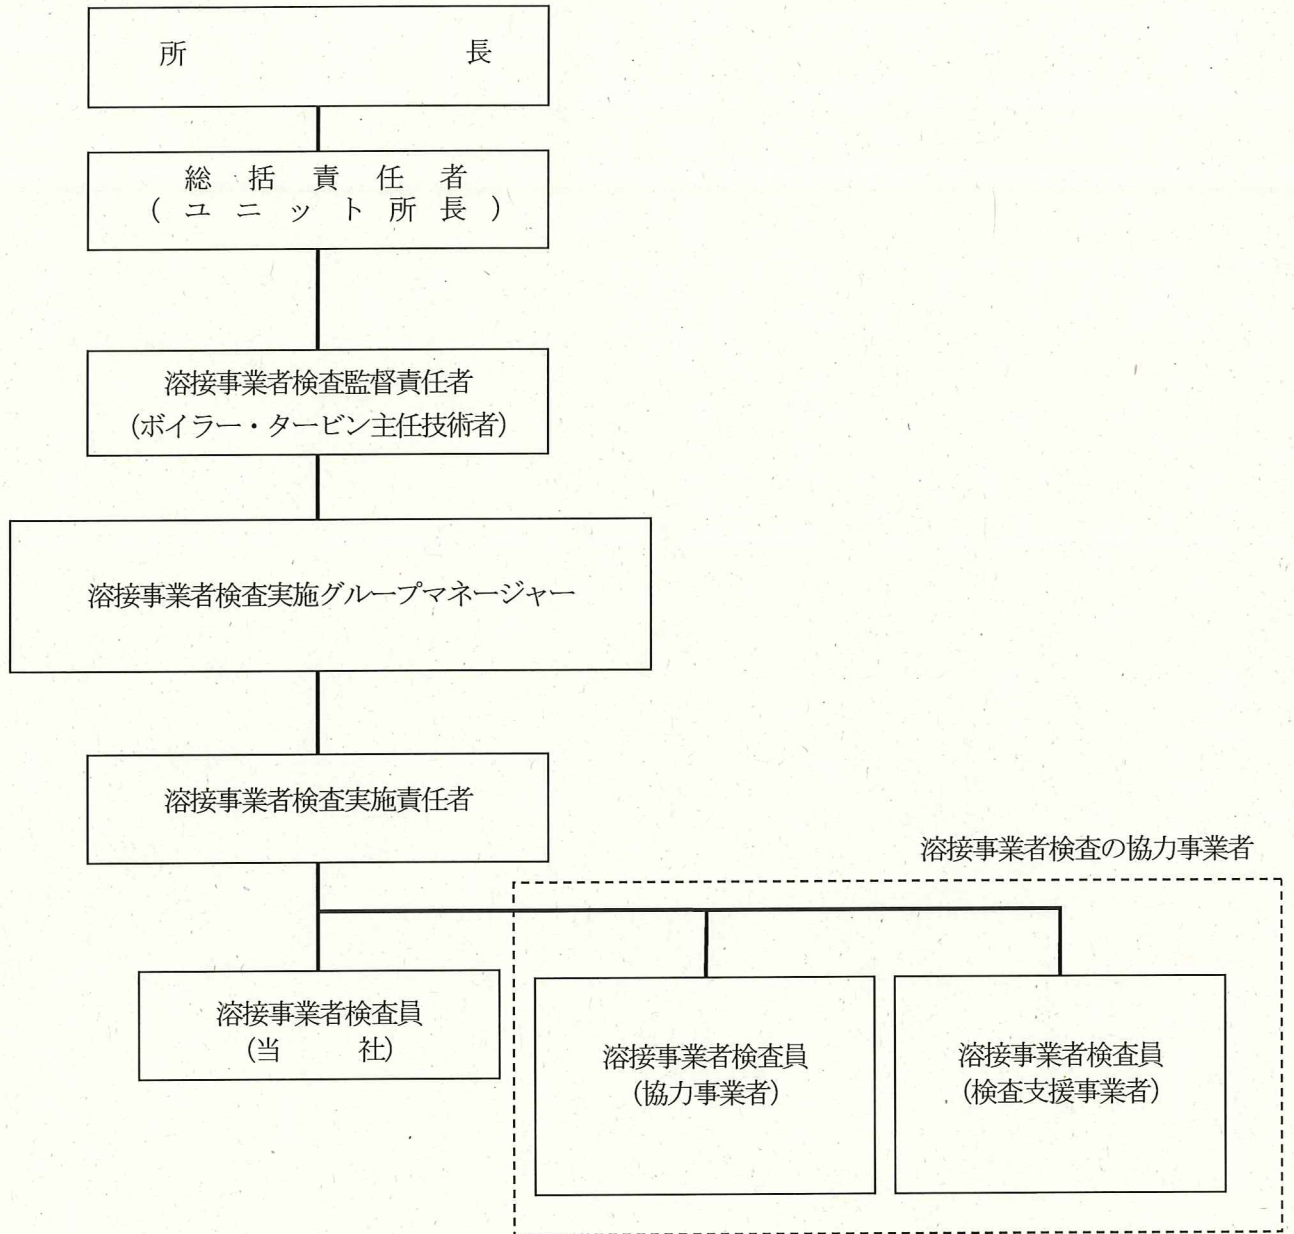 所　　　　長
総括責任者
(ユニット所長)
溶接事業者検査監督責任者
(ボイラー・タービン主任技術者)
溶接事業者検査実施グループマネージャー
溶接事業者検査実施責任者
溶接事業者検査の協力事業者
溶接事業者検査員
(当　　社)
溶接事業者検査員
(協力事業者)
溶接事業者検査員
(検査支援事業者)